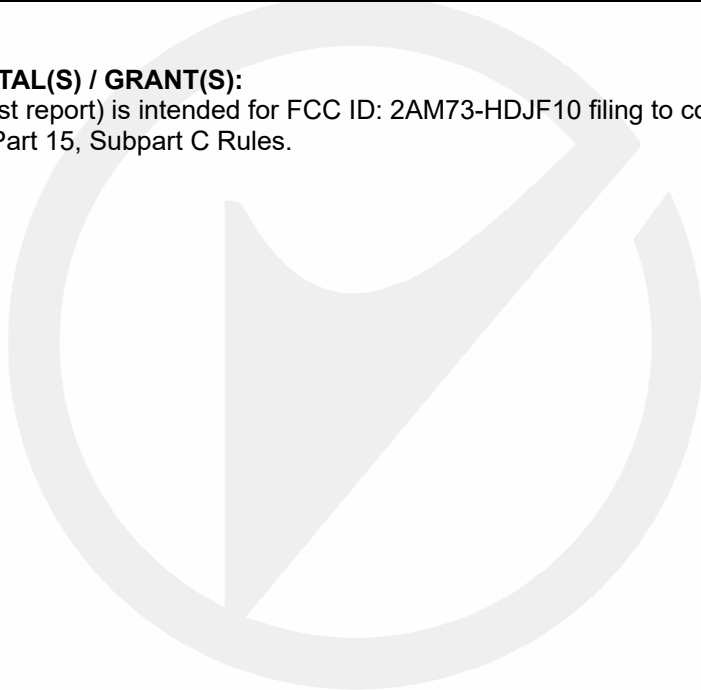 TAL(S) / GRANT(S):
st report) is intended for FCC ID: 2AM73-HDJF10 filing to co
Part 15, Subpart C Rules.